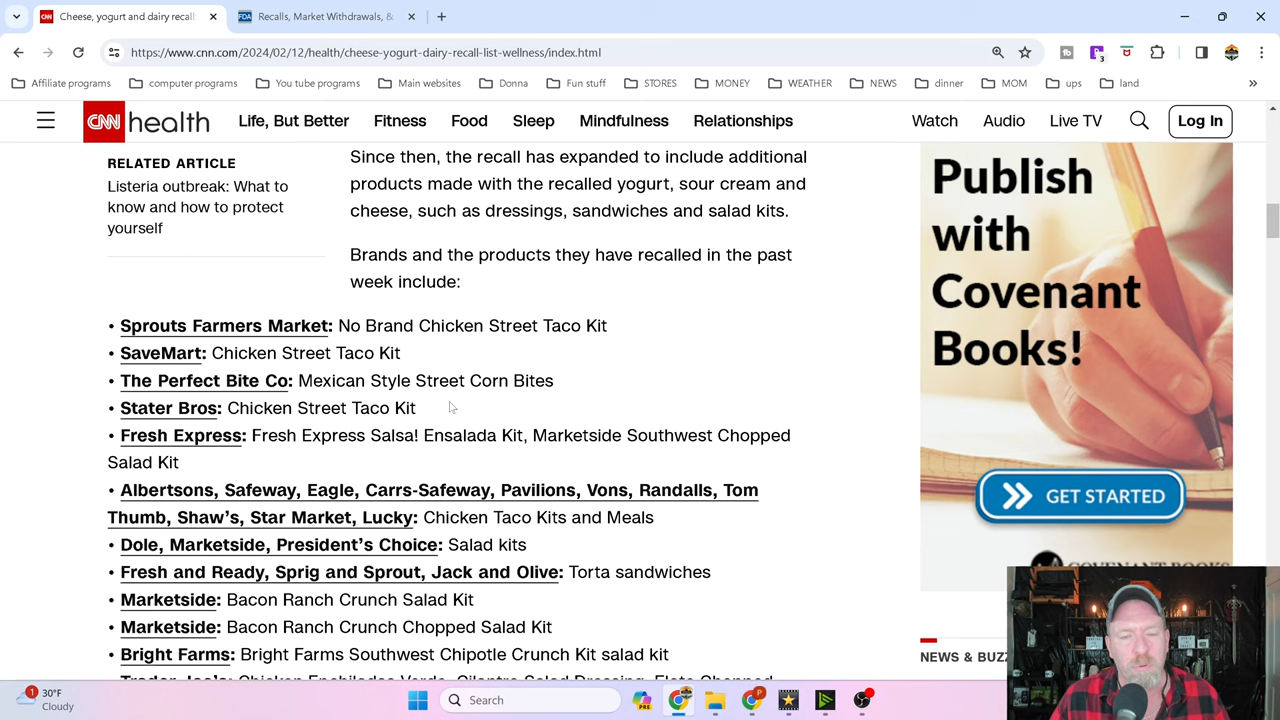 Cheese, yogurt and dairy recall
Recalls, Market Withdrawals, &
https://www.cnn.com/2024/02/12/health/cheese-yogurt-dairy-recall-list-wellness/index.html
3
Affiliate programs
computer programs
You tube programs
Main websites
Donna
Fun stuff
STORES
MONEY
WEATHER
NEWS
dinner
MOM
ups
land
CNN health
Life, But Better
Fitness
Food
Sleep
Mindfulness
Relationships
Watch
Audio
Live TV
Log In
RELATED ARTICLE
Listeria outbreak: What to
know and how to protect
yourself
Since then, the recall has expanded to include additional
products made with the recalled yogurt, sour cream and
cheese, such as dressings, sandwiches and salad kits.
Brands and the products they have recalled in the past
week include:
• Sprouts Farmers Market: No Brand Chicken Street Taco Kit
• SaveMart: Chicken Street Taco Kit
• The Perfect Bite Co: Mexican Style Street Corn Bites
• Stater Bros: Chicken Street Taco Kit
• Fresh Express: Fresh Express Salsa! Ensalada Kit, Marketside Southwest Chopped
Salad Kit
• Albertsons, Safeway, Eagle, Carrs-Safeway, Pavilions, Vons, Randalls, Tom
Thumb, Shaw's, Star Market, Lucky: Chicken Taco Kits and Meals
• Dole, Marketside, President's Choice: Salad kits
• Fresh and Ready, Sprig and Sprout, Jack and Olive: Torta sandwiches
• Marketside: Bacon Ranch Crunch Salad Kit
• Marketside: Bacon Ranch Crunch Chopped Salad Kit
• Bright Farms: Bright Farms Southwest Chipotle Crunch Kit salad kit
Publish
with
Covenant
Books!
GET STARTED
COVENANT BOOKS
NEWS & BUZZ
1
30°F
Cloudy
Search